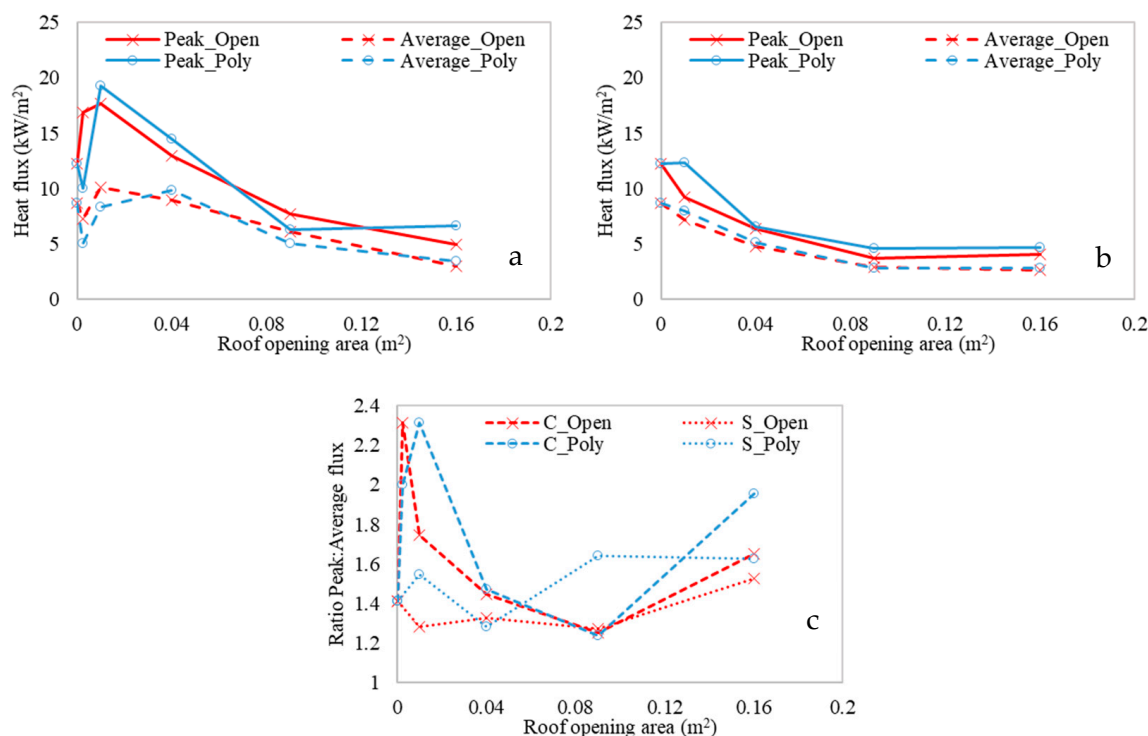 25
20
15
10
5
0
Heat flux (kW/m²)
Peak_Open
Average_Open
Peak_Poly
Average_Poly
a
0
0.04
0.08
0.12
0.16
0.2
Roof opening area (m²)
25
20
15
10
5
0
Heat flux (kW/m²)
Peak_Open
Average_Open
Peak_Poly
Average_Poly
b
0
0.04
0.08
0.12
0.16
0.2
Roof opening area (m²)
2.4
2.2
2
1.8
1.6
1.4
1.2
1
Ratio Peak:Average flux
C_Open
S_Open
C_Poly
S_Poly
c
0
0.04
0.08
0.12
0.16
0.2
Roof opening area (m²)